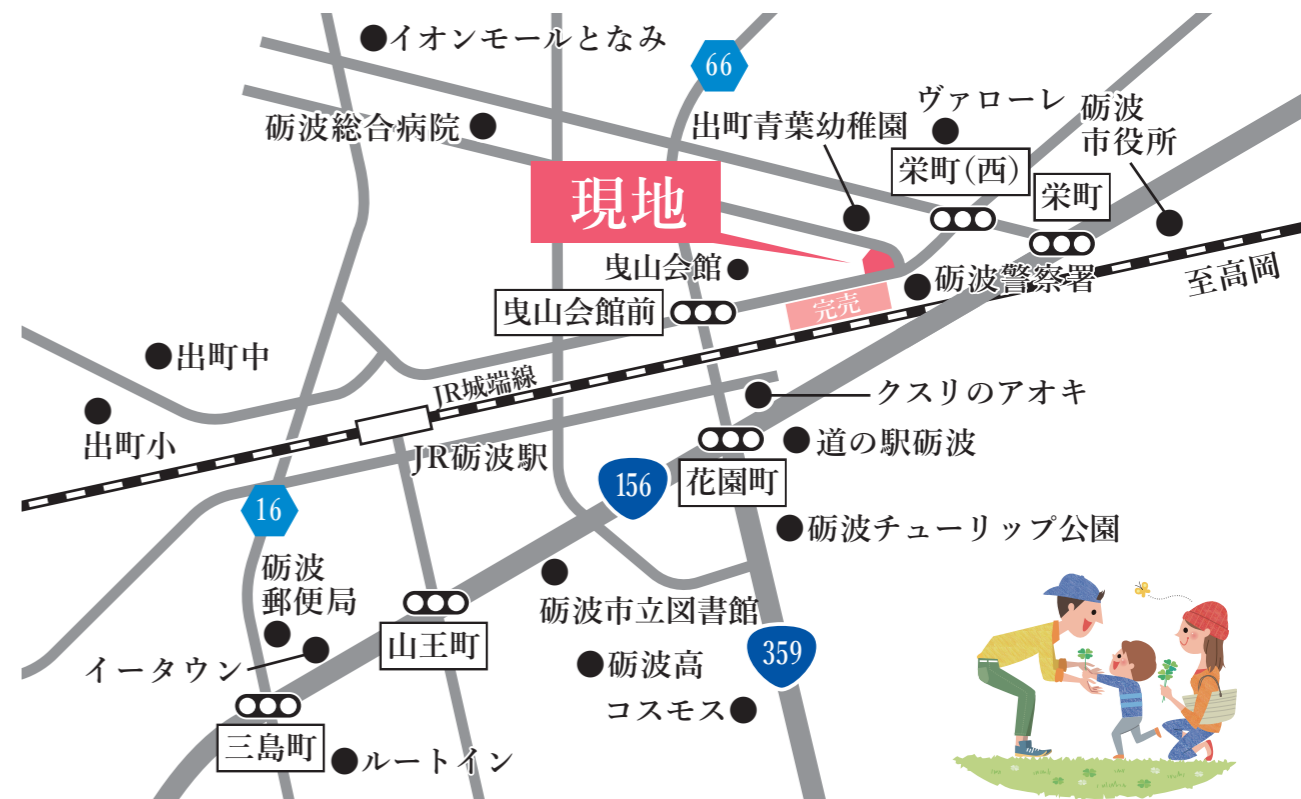 イオンモールとなみ
66
ヴァローレ
砺波
市役所
砺波総合病院
出町青葉幼稚園
栄町(西)
栄町
現地
曳山会館
砺波警察署
至高岡
曳山会館前
完売
出町中
JR城端線
クスリのアオキ
出町小
JR砺波駅
道の駅砺波
156
花園町
16
砺波チューリップ公園
砺波
郵便局
砺波市立図書館
山王町
359
イータウン
砺波高
コスモス
三島町
ルートイン